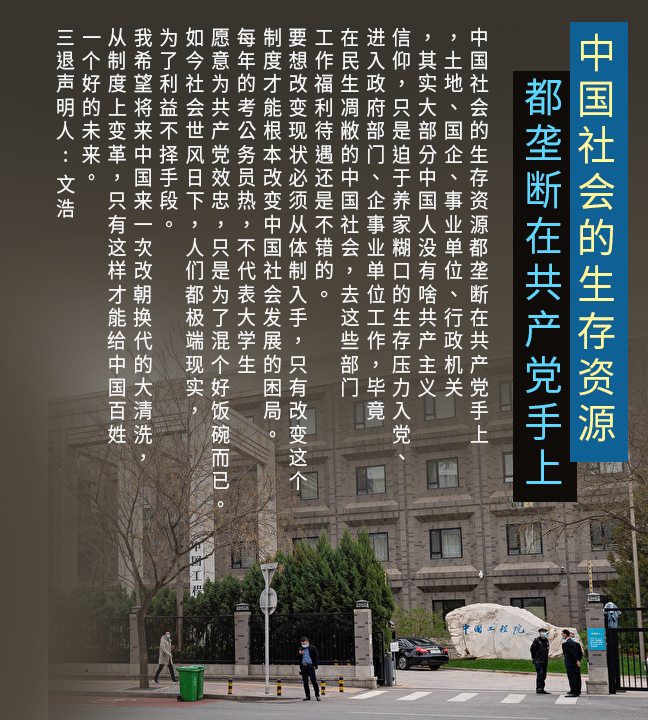 中国社会的生存资源
都垄断在共产党手上
中国社会的生存资源都垄断在共产党手上
，土地、国企、事业单位、行政机关
，其实大部分中国人没有啥共产主义
信仰，只是迫于养家糊口的生存压力入党、
进入政府部门、企事业单位工作，毕竟
在民生凋敝的中国社会，去这些部门
工作福利待遇还是不错的。
要想改变现状必须从体制入手，只有改变这个
制度才能根本改变中国社会发展的困局。
每年的考公务员热，不代表大学生
愿意为共产党效忠，只是为了混个好饭碗而已。
如今社会世风日下，人们都极端现实，
为了利益不择手段。
我希望将来中国来一次改朝换代的大清洗，
从制度上变革，只有这样才能给中国百姓
一个好的未来。
三退声明人：文浩
中国工程
中国工程院